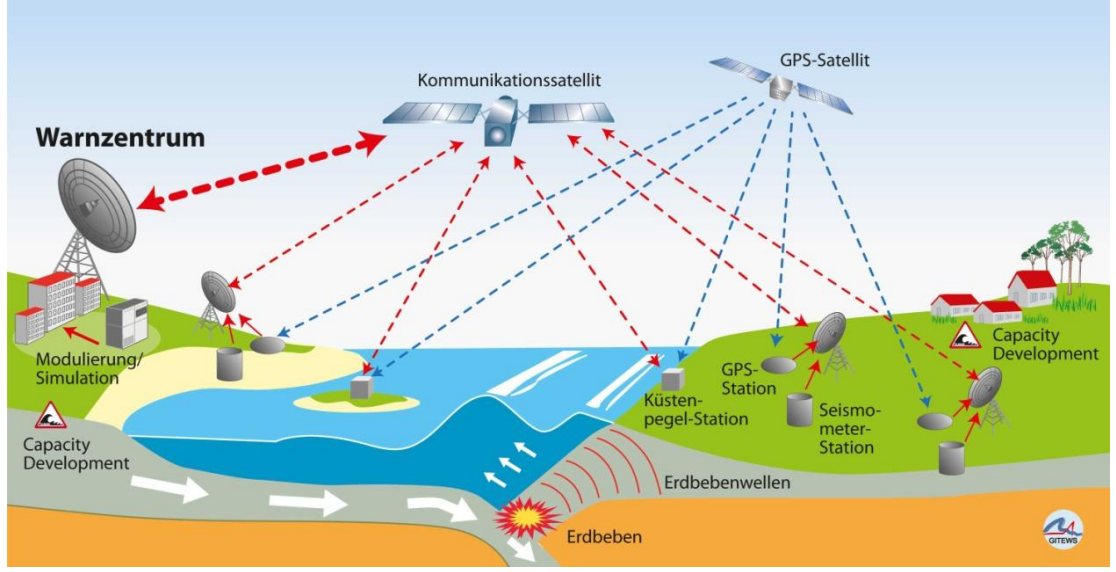 GPS-Satellit
Kommunikationssatellit
Warnzentrum
Modulierung/
Simulation
Capacity
Development
Küsten-
pegel-Station
GPS-
Station
Seismo-
meter-
Station
Capacity
Development
Erdbebenwellen
Erdbeben
GITEWS